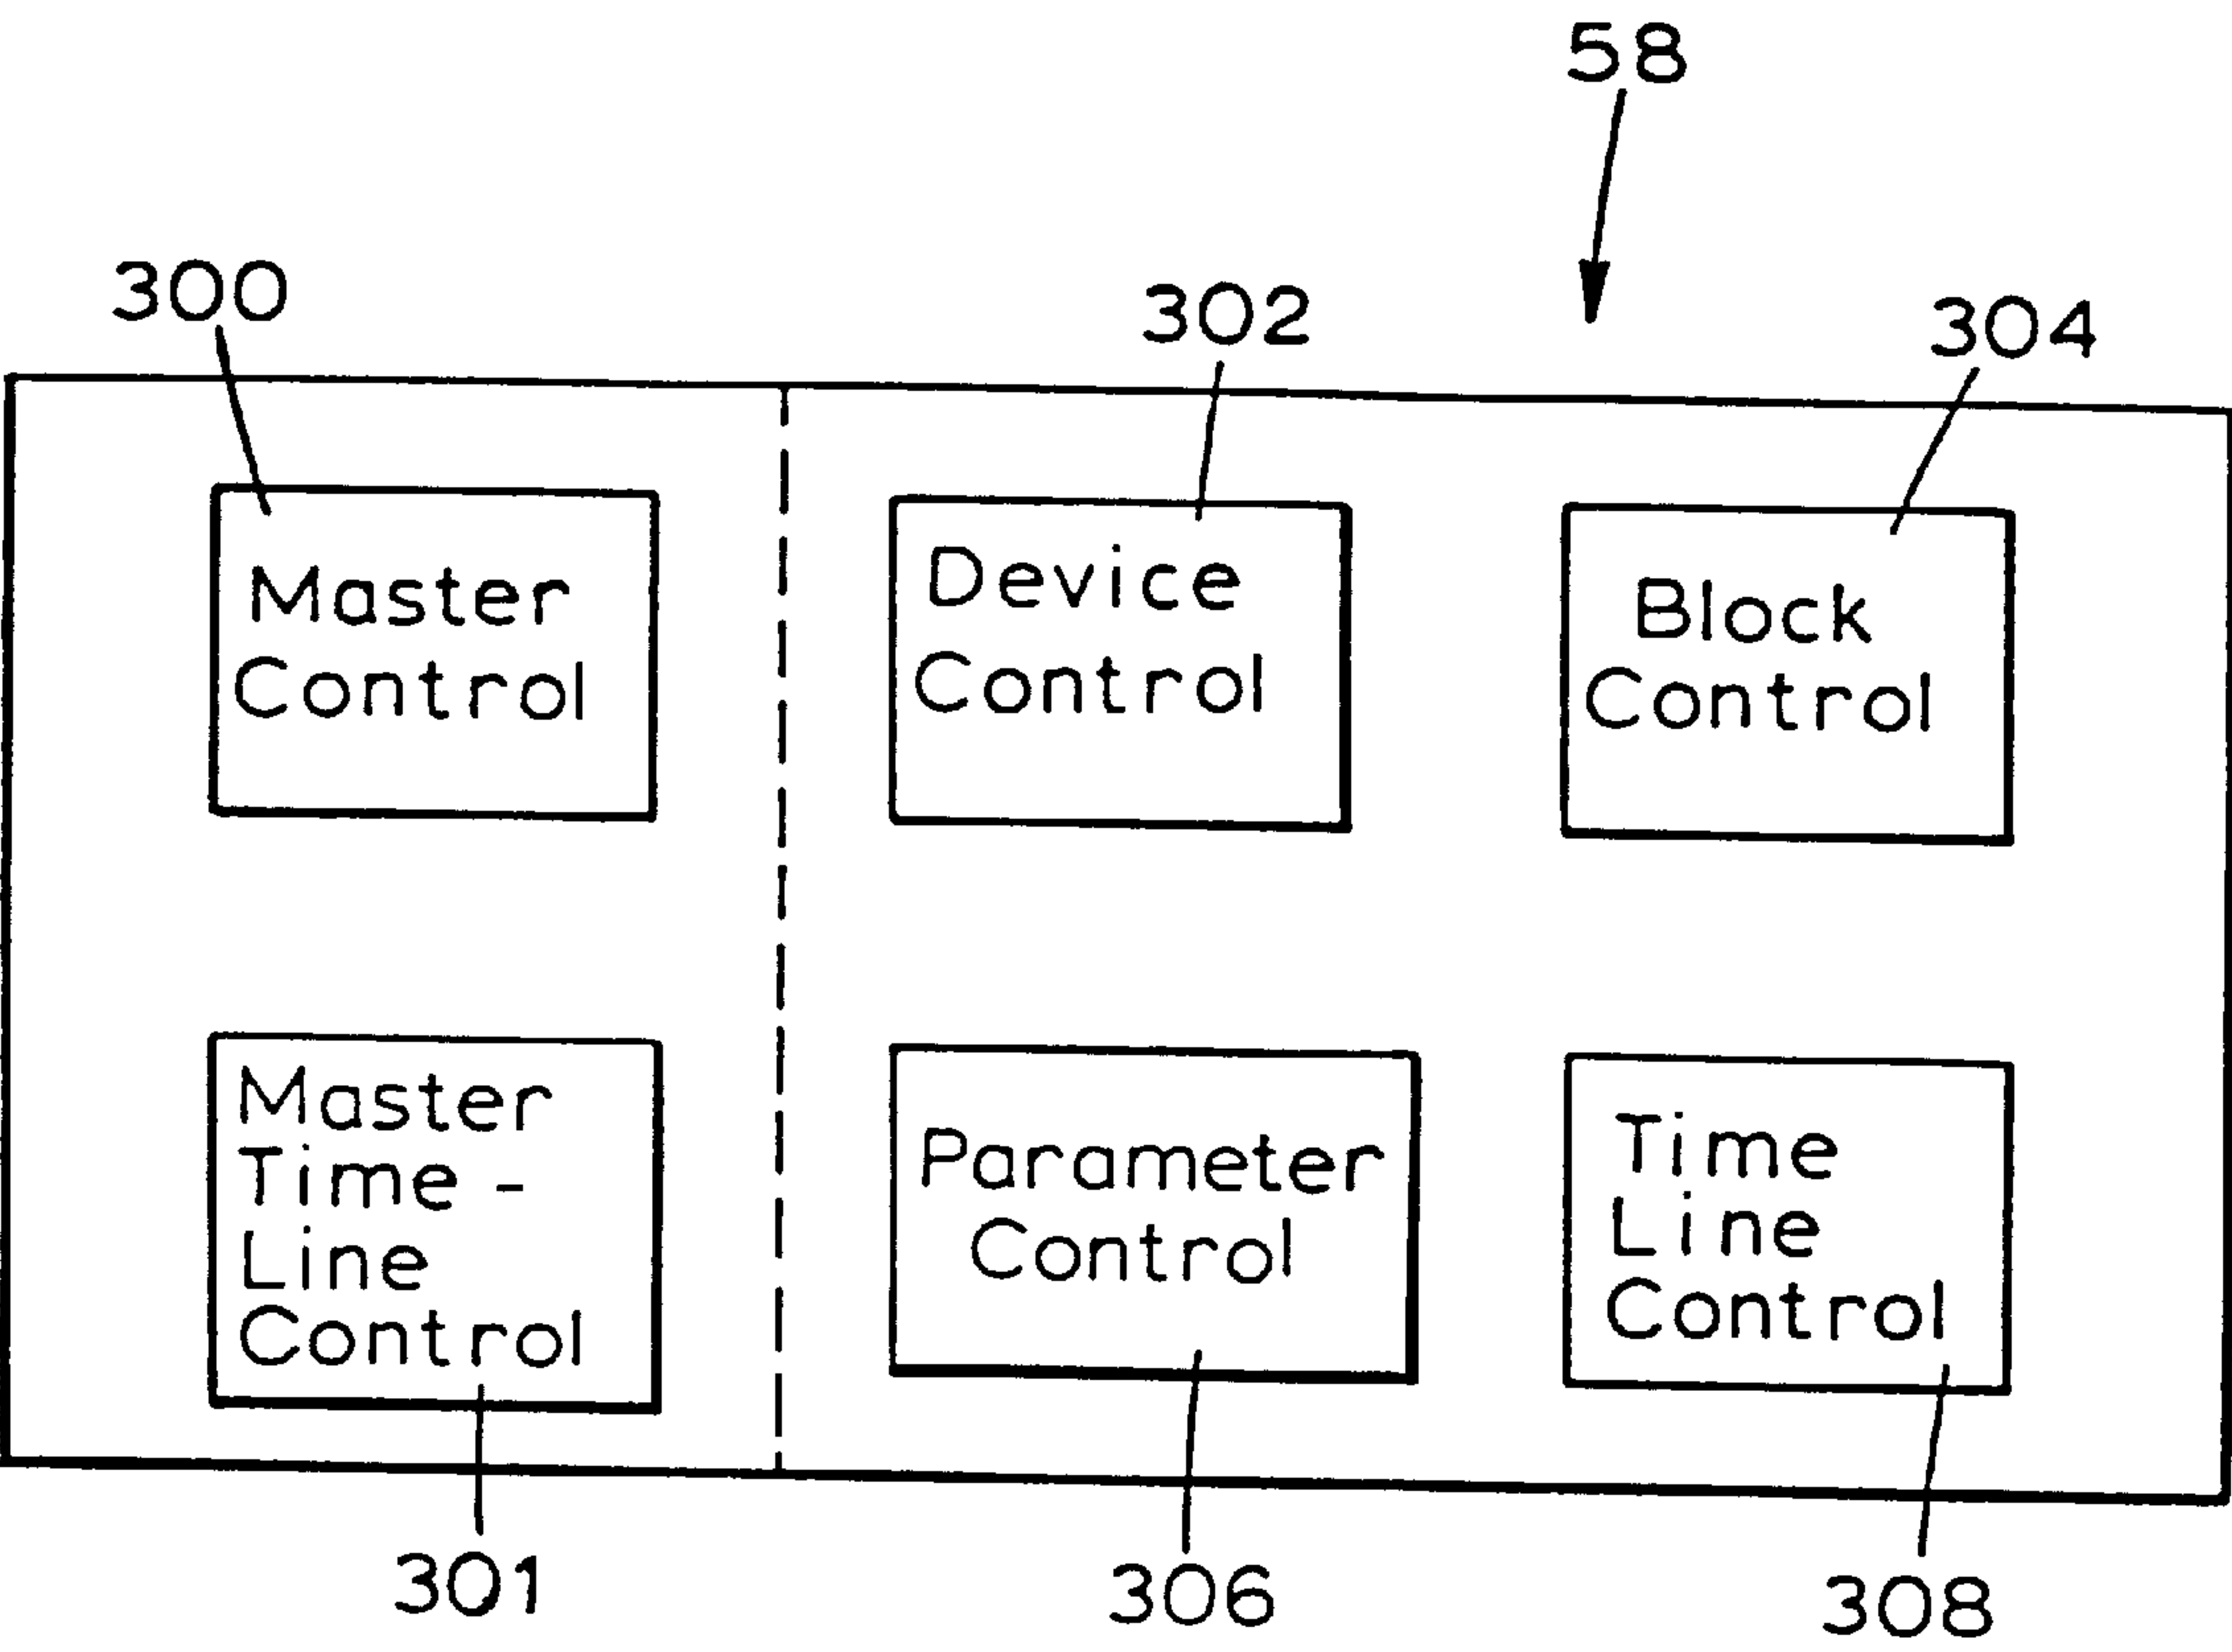 58
300
302
304
Master
Control
Device
Control
Block
Control
Master
Time -
Line
Control
Parameter
Control
Time
Line
Control
301
306
308